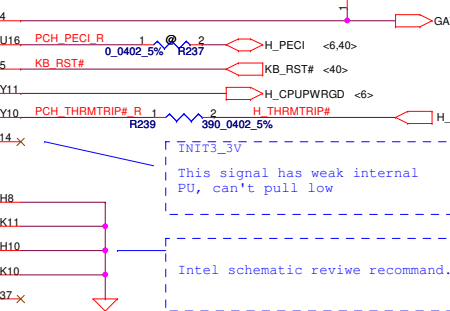 4
1
GA
U16 PCH_PECI_R 1 @ 2 H_PECI <6,40>
0_0402_5% R237
5 KB_RST# KB_RST# <40>
Y11 H_CPUPWRGD <6>
Y10 PCH_THRMTRIP#_R 1 2 H_THRMTRIP# H_
R239 390_0402_5%
14
INIT3_3V
This signal has weak internal
PU, can't pull low
H8
K11
H10
Intel schematic reviwe recommand.
K10
37